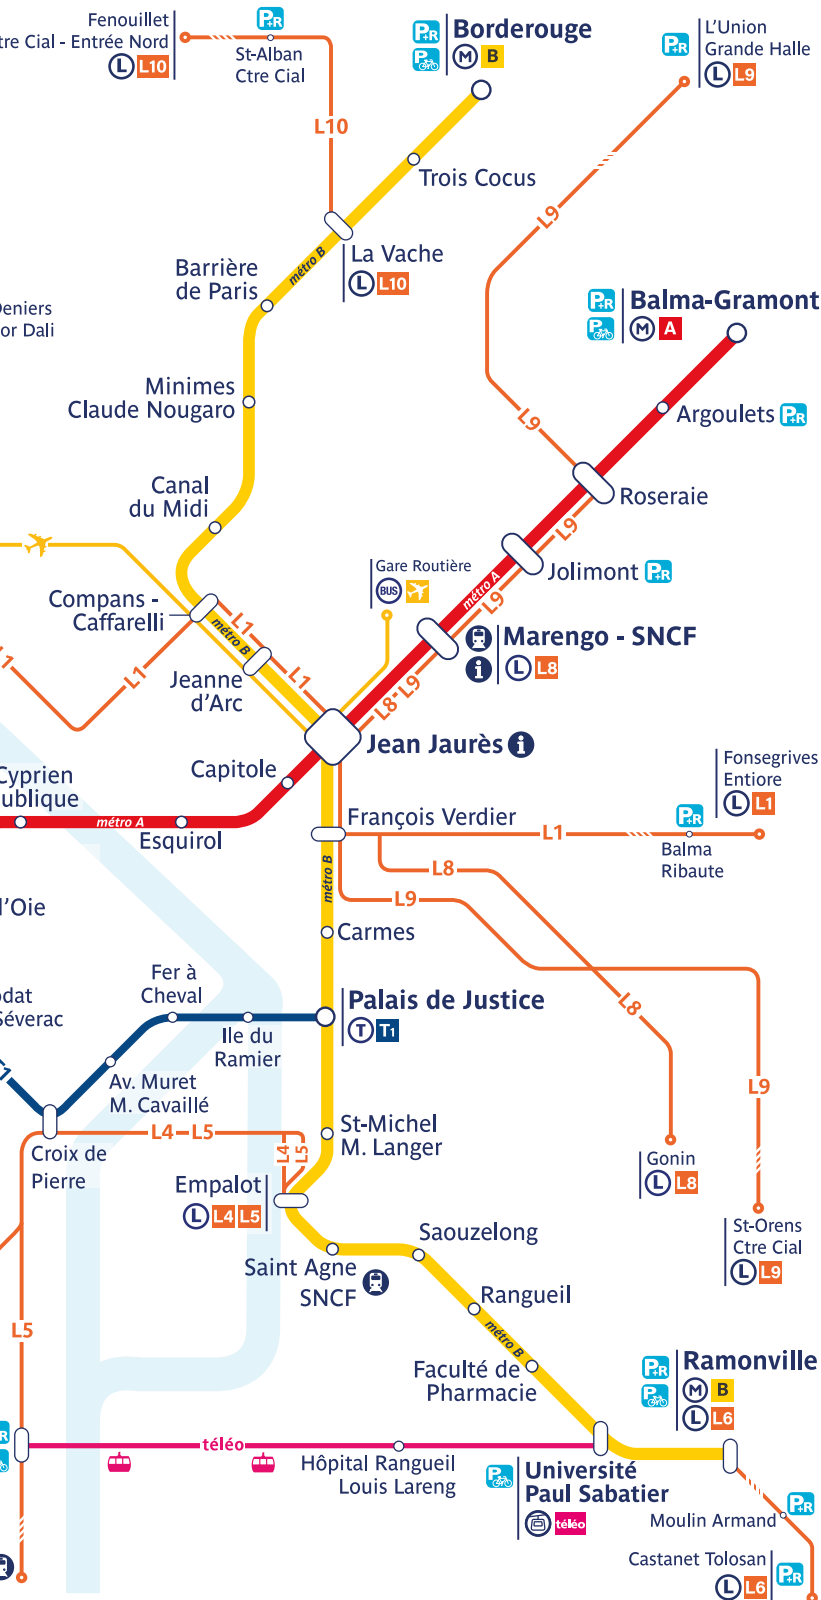 Fenouillet
tre Cial - Entrée Nord
L L10
P+R
St-Alban
Ctre Cial
L10
P+R
P
Borderouge
M B
Trois Cocus
P+R
L'Union
Grande Halle
L L9
L9
La Vache
L L10
métro B
Barrière
de Paris
Deniers
or Dali
P+R
P
Balma-Gramont
M A
Minimes
Claude Nougaro
L9
Argoulets P+R
Canal
du Midi
Roseraie
L9
Gare Routière
BUS
Jolimont P+R
métro A
L9
Compans -
Caffarelli
métro B
L1
Marengo - SNCF
i L L8
L1
L1
L1
Jeanne
d'Arc
L8-L9
Jean Jaurès i
Capitole
Cyprien
ublique
métro A
Esquirol
Fonsegrives
Entiore
L L1
François Verdier
L1
P+R
Balma
Ribaute
L8
métro B
L9
l'Oie
Carmes
Fer à
Cheval
odat
Séverac
Palais de Justice
T T1
Ile du
Ramier
L8
Av. Muret
M. Cavaillé
L9
St-Michel
M. Langer
L4-L5
L4
L5
Croix de
Pierre
Gonin
L L8
Empalot
L L4 L5
St-Orens
Ctre Cial
L L9
Saouzelong
Saint Agne
SNCF
Rangueil
L5
métro B
Faculté de
Pharmacie
P+R
P
Ramonville
M B
L L6
téléo
Hôpital Rangueil
Louis Lareng
P
Université
Paul Sabatier
téléo
Moulin Armand
P+R
Castanet Tolosan
L L6
P+R